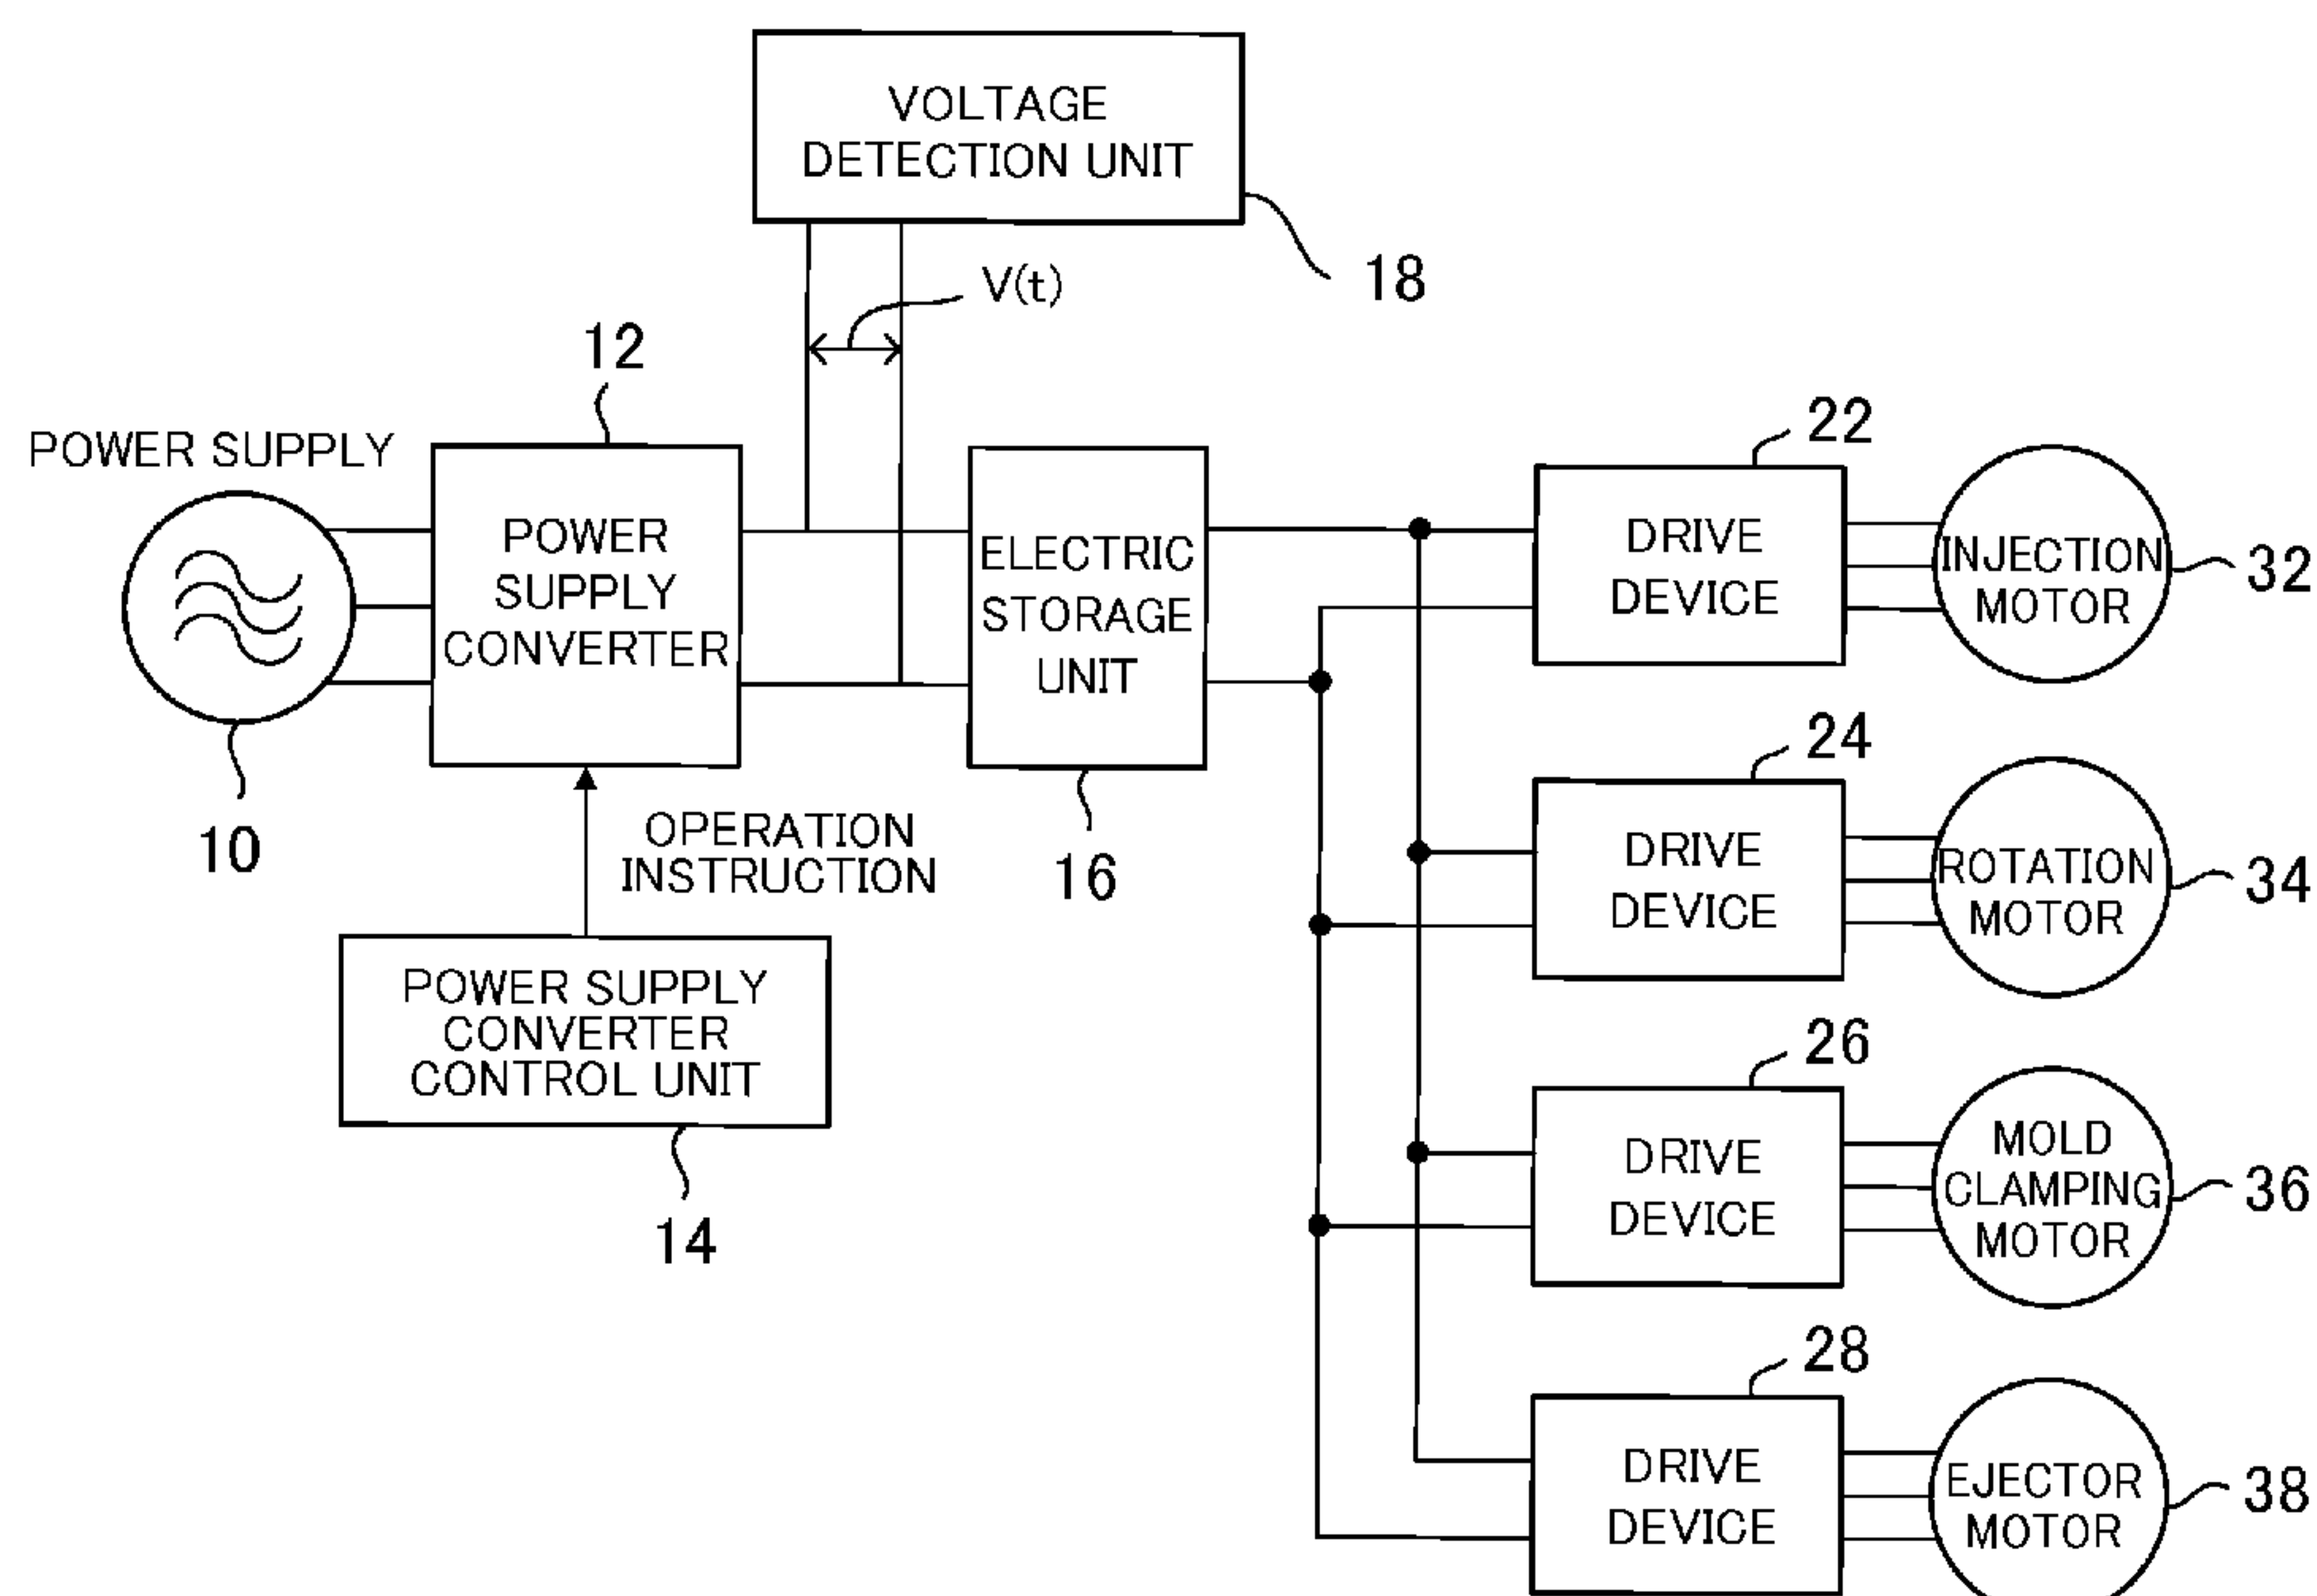 VOLTAGE
DETECTION UNIT
18
V(t)
12
POWER SUPPLY
POWER
SUPPLY
CONVERTER
10
ELECTRIC
STORAGE
UNIT
16
OPERATION
INSTRUCTION
POWER SUPPLY
CONVERTER
CONTROL UNIT
14
22
DRIVE
DEVICE
INJECTION
MOTOR
32
24
DRIVE
DEVICE
ROTATION
MOTOR
34
26
DRIVE
DEVICE
MOLD
CLAMPING
MOTOR
36
28
DRIVE
DEVICE
EJECTOR
MOTOR
38